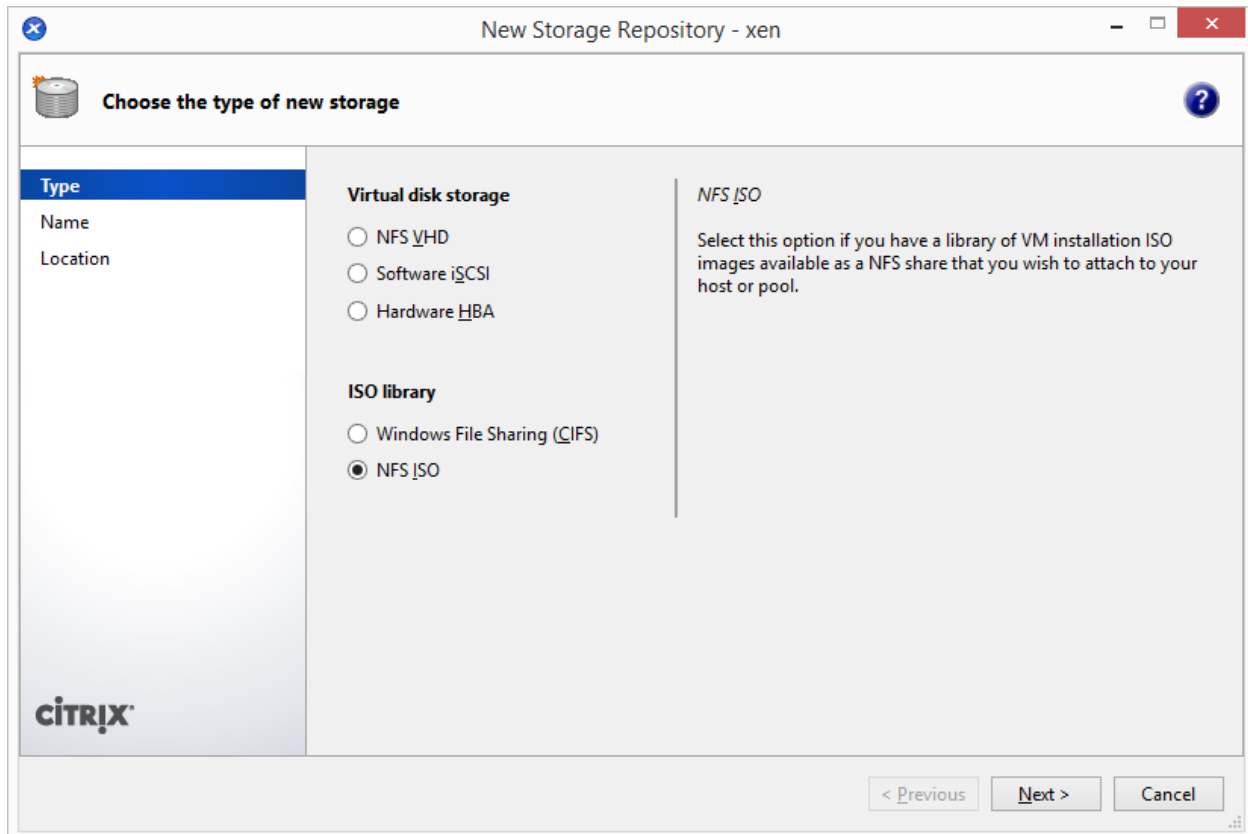 New Storage Repository - xen
Choose the type of new storage
?
Type
Name
Location
Virtual disk storage
NFS VHD
Software iSCSI
Hardware HBA
ISO library
Windows File Sharing (CIFS)
NFS ISO
NFS ISO
Select this option if you have a library of VM installation ISO
images available as a NFS share that you wish to attach to your
host or pool.
CİTRIX
< Previous
Next >
Cancel